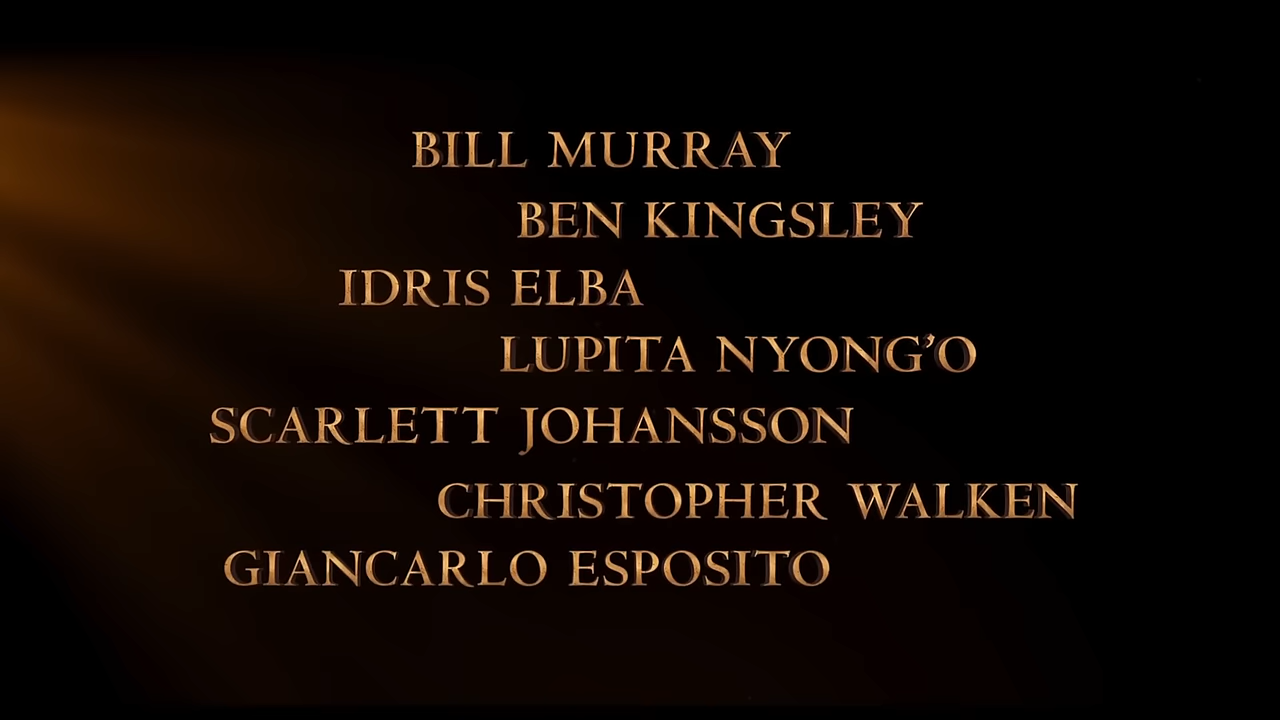 BILL MURRAY
BEN KINGSLEY
IDRIS ELBA
LUPITA NYONG’O
SCARLETT JOHANSSON
CHRISTOPHER WALKEN
GIANCARLO ESPOSITO